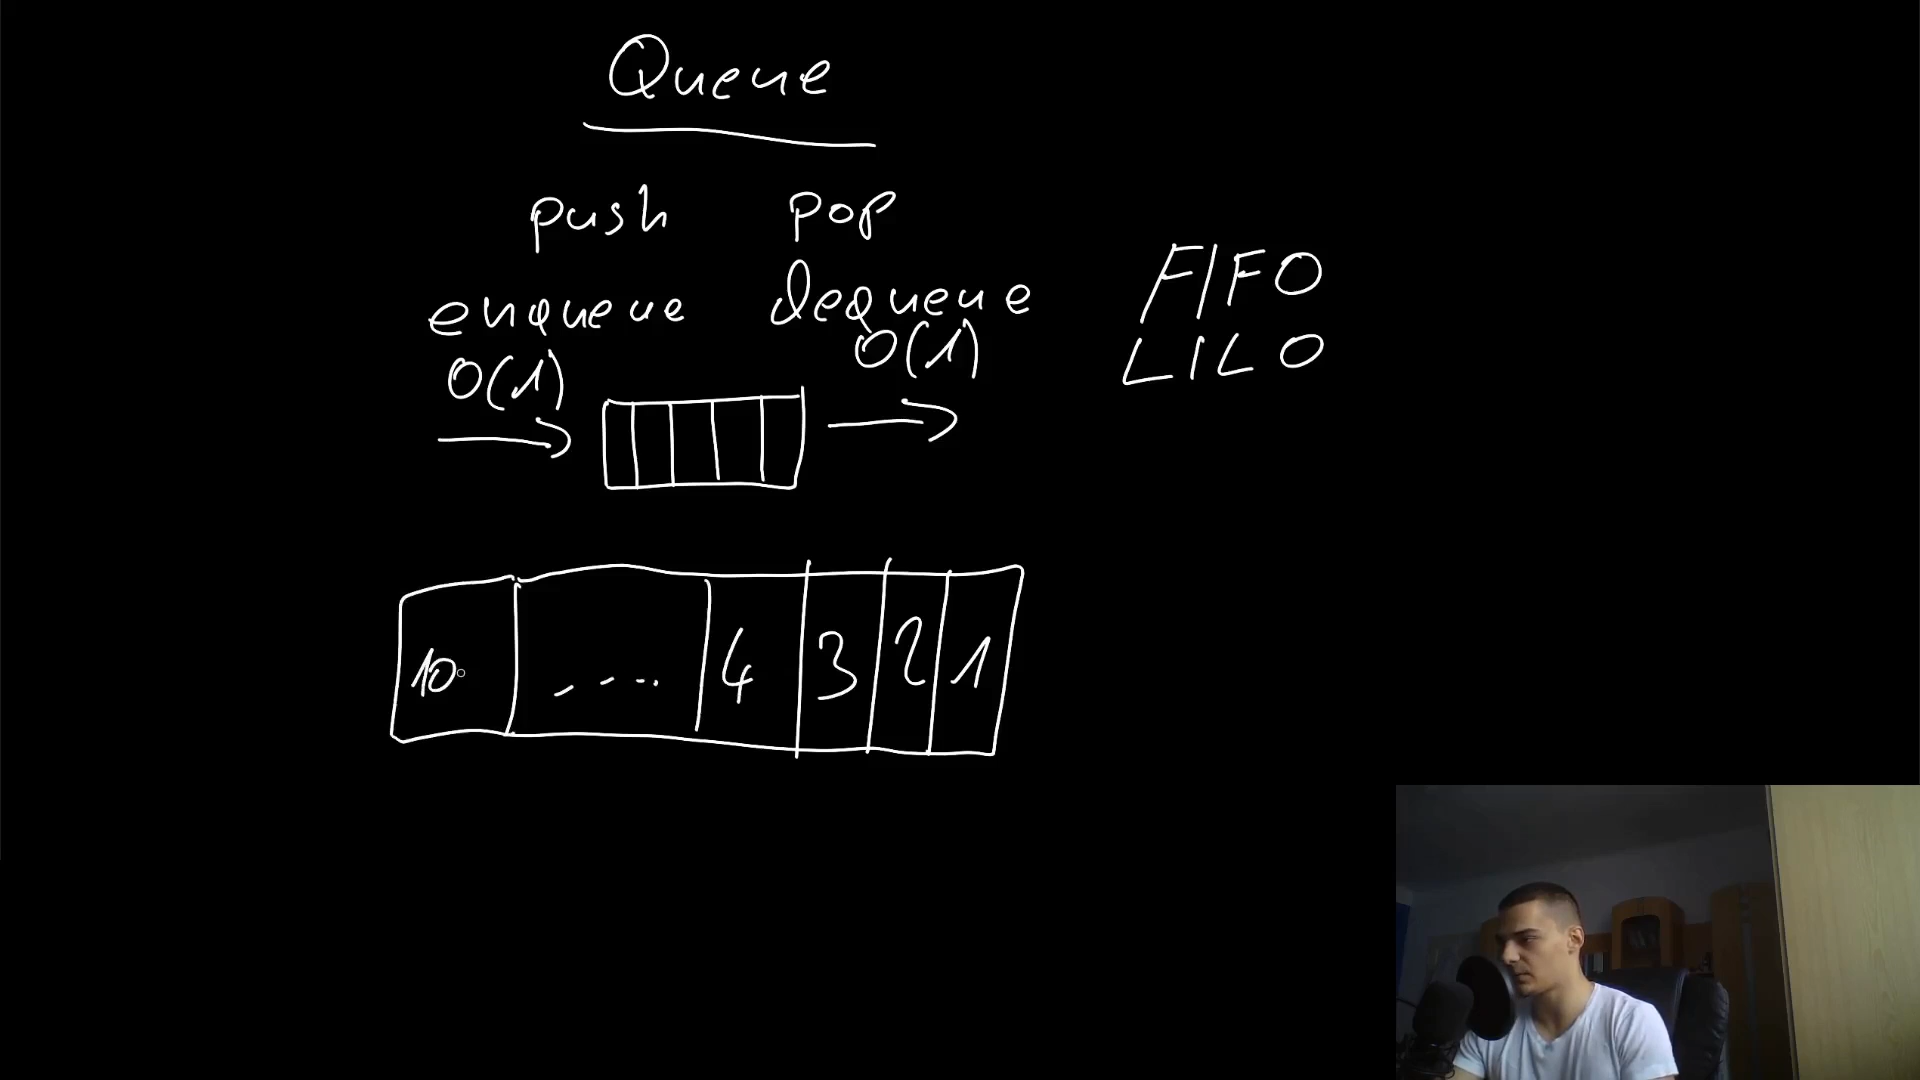 Queue
push pop
enqueue dequeue
O(1) O(1)
FIFO
LILO
10 .... 4 3 2 1